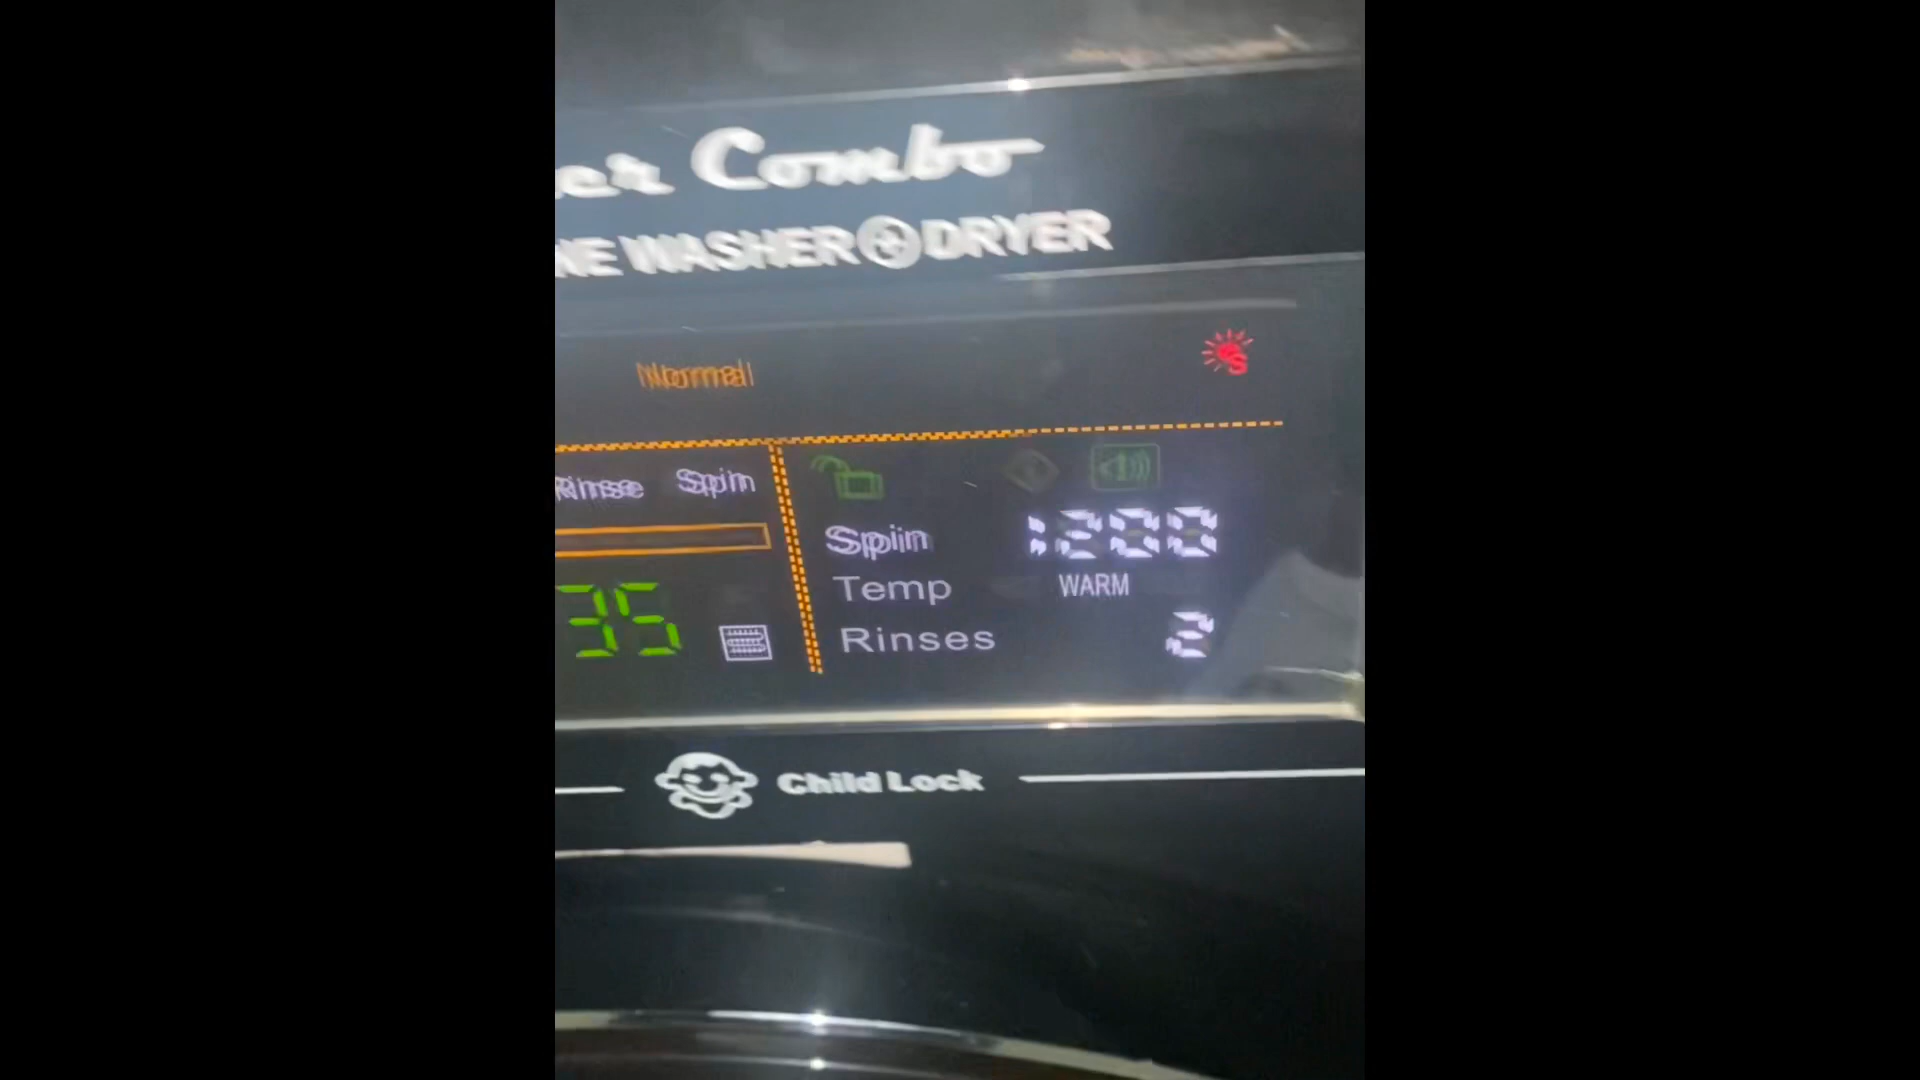 er Combo
NE WASHER DRYER
Normal
Rinse Spin
Spin 1200
Temp WARM
Rinses 2
35
Child Lock